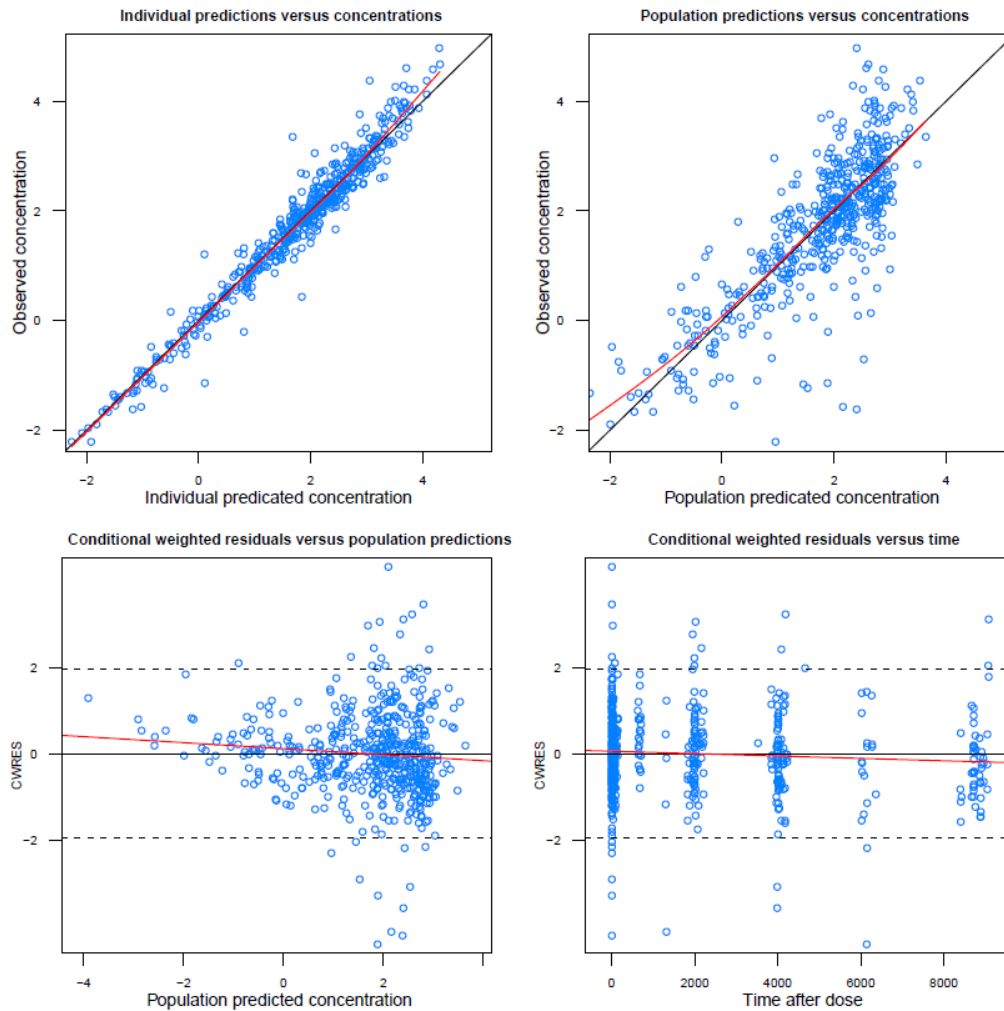 Individual predictions versus concentrations
Observed concentration
4
2
0
−2
−2
0
2
4
Individual predicated concentration
Population predictions versus concentrations
Observed concentration
4
2
0
−2
−2
0
2
4
Population predicated concentration
Conditional weighted residuals versus population predictions
CWRES
2
0
−2
−4
−2
0
2
Population predicted concentration
Conditional weighted residuals versus time
CWRES
2
0
−2
0
2000
4000
6000
8000
Time after dose